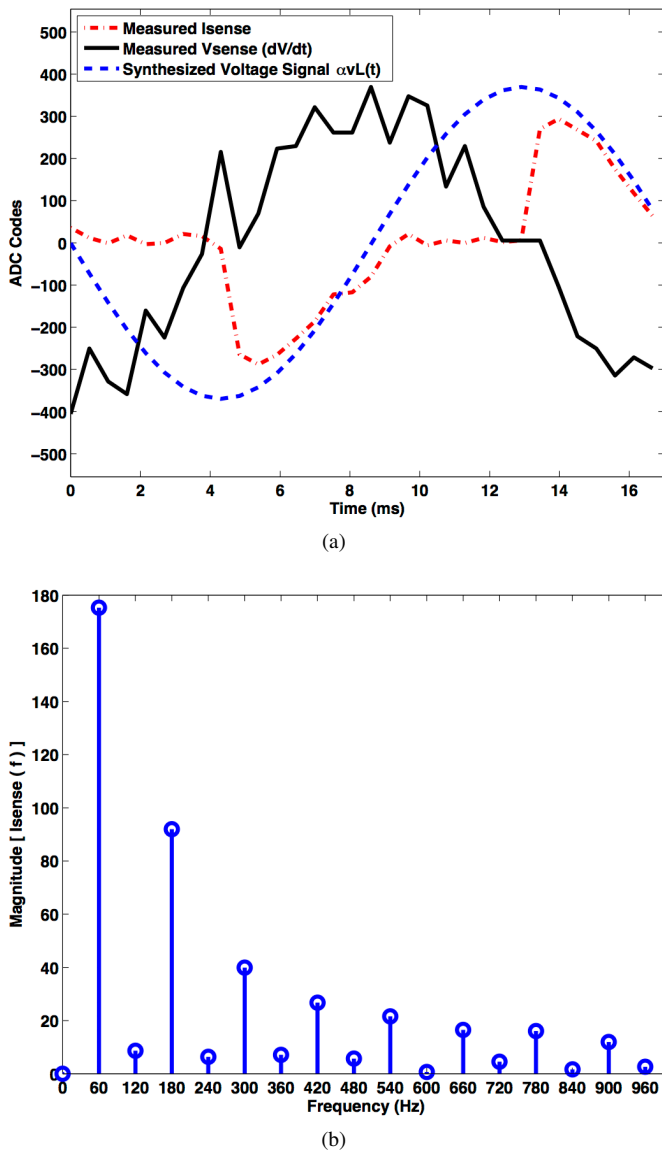 500
400
300
200
100
0
−100
−200
−300
−400
−500
ADC Codes
Measured Isense
Measured Vsense (dV/dt)
Synthesized Voltage Signal αvL(t)
0 2 4 6 8 10 12 14 16
Time (ms)
(a)
180
160
140
120
100
80
60
40
20
0
Magnitude [ Isense ( f ) ]
0 60 120 180 240 300 360 420 480 540 600 660 720 780 840 900 960
Frequency (Hz)
(b)